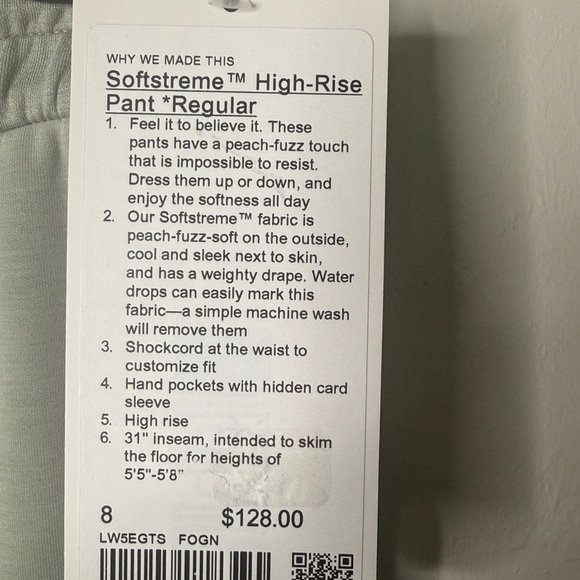 WHY WE MADE THIS
Softstreme™ High-Rise
Pant *Regular
1. Feel it to believe it. These
pants have a peach-fuzz touch
that is impossible to resist.
Dress them up or down, and
enjoy the softness all day
2. Our Softstreme™ fabric is
peach-fuzz-soft on the outside,
cool and sleek next to skin,
and has a weighty drape. Water
drops can easily mark this
fabric—a simple machine wash
will remove them
3. Shockcord at the waist to
customize fit
4. Hand pockets with hidden card
sleeve
5. High rise
6. 31" inseam, intended to skim
the floor for heights of
5'5"-5'8"
8 $128.00
LW5EGTS FOGN